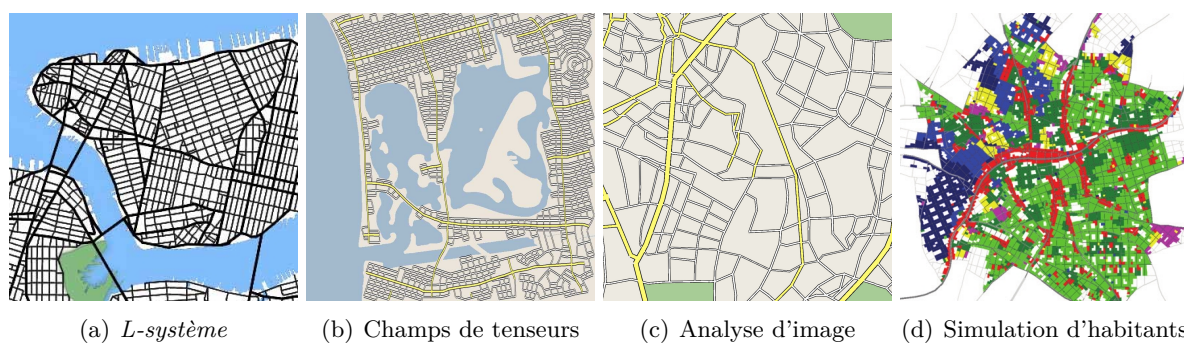 (a) L-système
(b) Champs de tenseurs
(c) Analyse d'image
(d) Simulation d'habitants